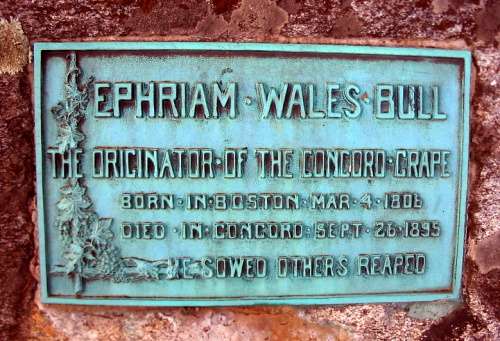 EPHRIAM · WALES · BULL
THE ORIGINATOR · OF THE CONCORD · GRAPE
BORN · IN · BOSTON · MAR · 4 · 1806
DIED · IN · CONCORD · SEPT · 26 · 1895
HE SOWED OTHERS REAPED